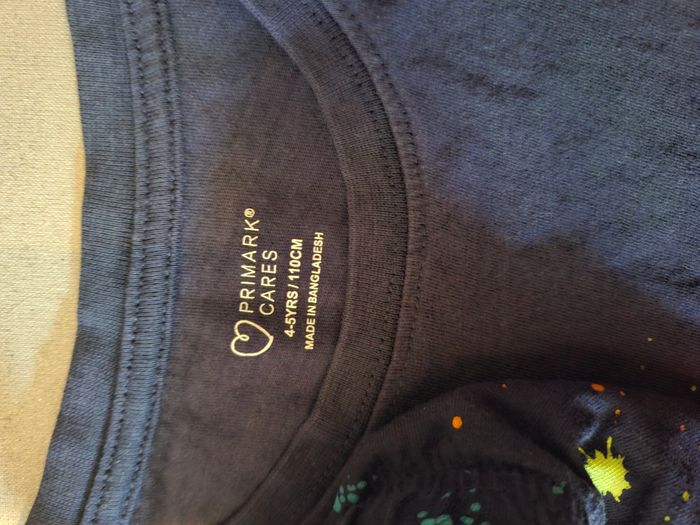 PRIMARK®
CARES
4-5YRS / 110CM
MADE IN BANGLADESH